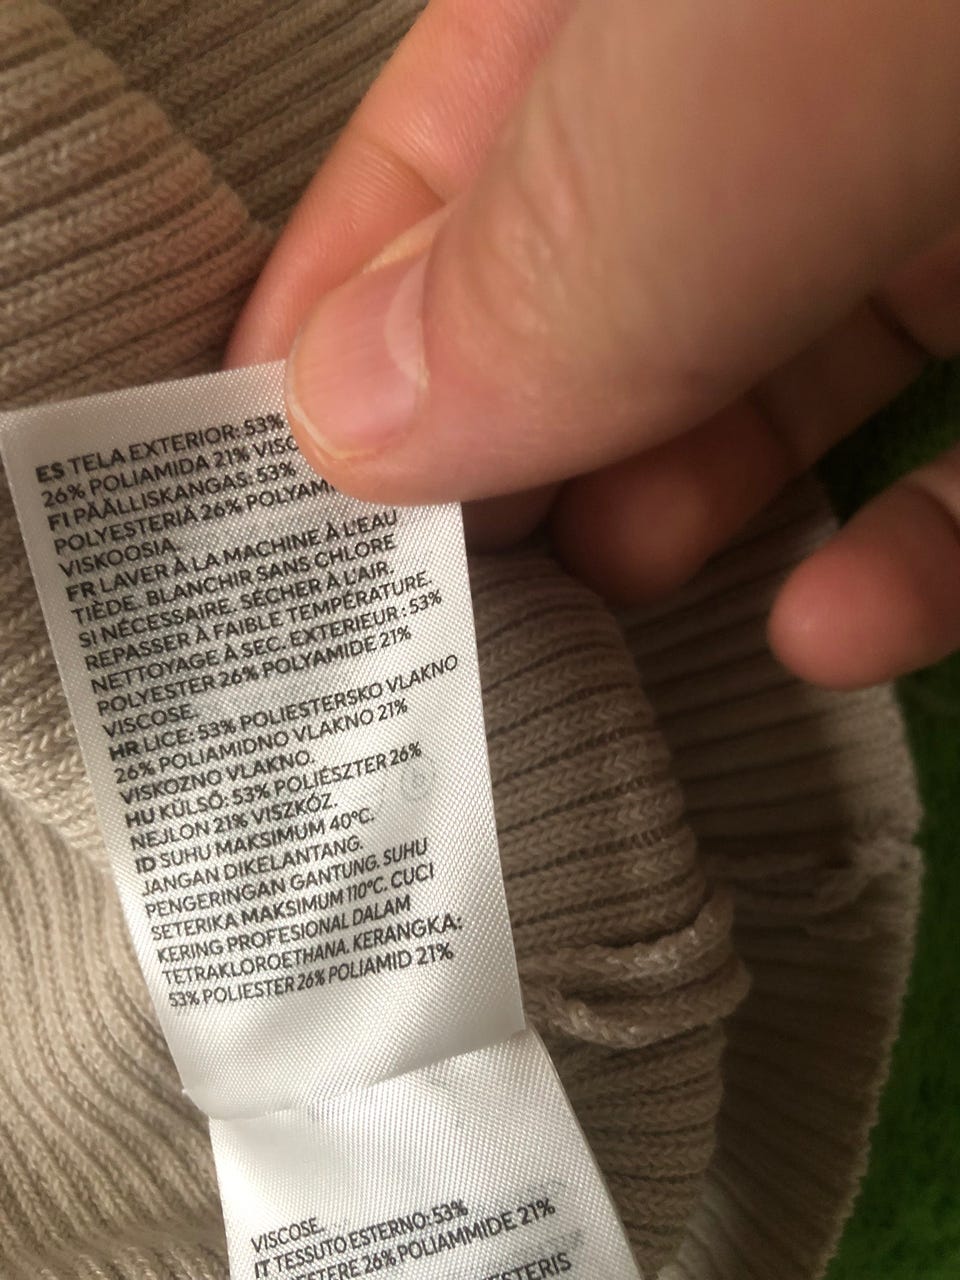 ES TELA EXTERIOR: 53%
26% POLIAMIDA 21%
FI PÄÄLLISKANGAS: 53%
POLYESTERIÄ 26%
VISKOOSIA.
FR LAVER À LA MACHINE À L'EAU
TIÈDE. BLANCHIR SANS CHLORE
SI NÉCESSAIRE. SÉCHER À L'AIR.
REPASSER À FAIBLE TEMPÉRATURE.
NETTOYAGE À SEC. EXTERIEUR : 53%
POLYESTER 26% POLYAMIDE 21%
VISCOSE.
HR LICE: 53% POLIESTERSKO VLAKNO
26% POLIAMIDNO VLAKNO 21%
VISKOZNO VLAKNO.
HU KÜLSŐ: 53% POLIÉSZTER 26%
NEJLON 21% VISZKÓZ.
ID SUHU MAKSIMUM 40°C.
JANGAN DIKELANTANG.
PENGERINGAN GANTUNG. SUHU
SETERIKA MAKSIMUM 110°C. CUCI
KERING PROFESIONAL DALAM
TETRAKLOROETHANA. KERANGKA:
53% POLIESTER 26% POLIAMID 21%
VISCOSE.
IT TESSUTO ESTERNO: 53%
26% POLIAMMIDE 21%